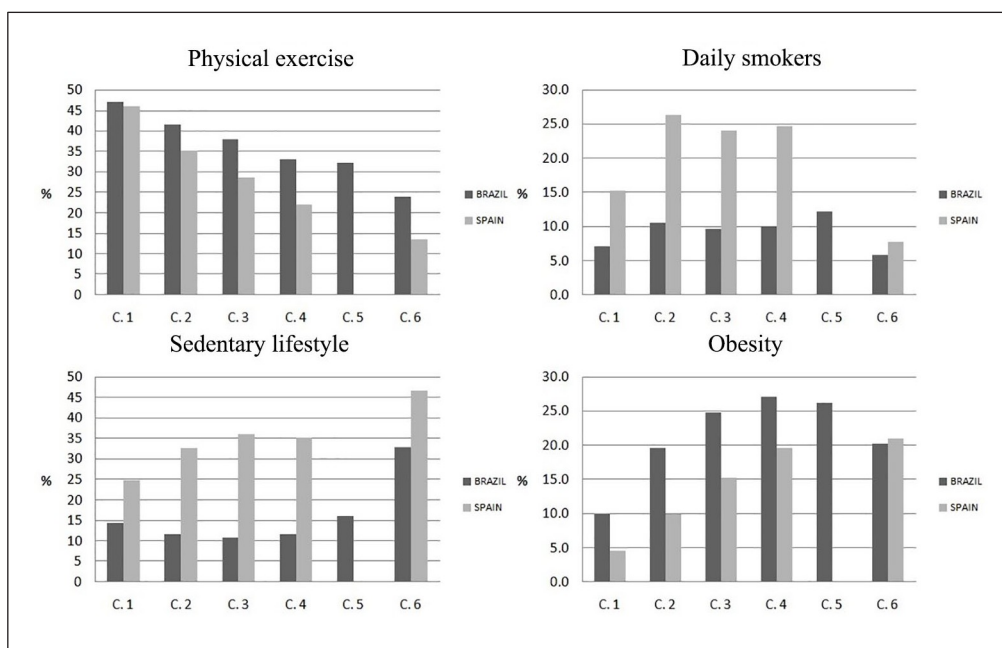 Physical exercise
50
45
40
35
30
25
20
15
10
5
0
%
C. 1 C. 2 C. 3 C. 4 C. 5 C. 6
BRAZIL
SPAIN
Daily smokers
30.0
25.0
20.0
15.0
10.0
5.0
0.0
%
C. 1 C. 2 C. 3 C. 4 C. 5 C. 6
BRAZIL
SPAIN
Sedentary lifestyle
50
45
40
35
30
25
20
15
10
5
0
%
C. 1 C. 2 C. 3 C. 4 C. 5 C. 6
BRAZIL
SPAIN
Obesity
30.0
25.0
20.0
15.0
10.0
5.0
0.0
%
C. 1 C. 2 C. 3 C. 4 C. 5 C. 6
BRAZIL
SPAIN